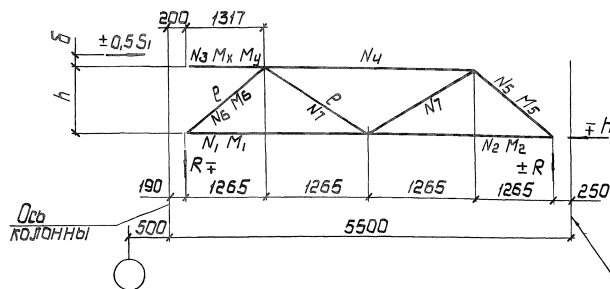 200 1317
δ ±0,5S₁
N₃ Mx My N₄
h ℓ N₆ M₆ ℓ N₇ N₇ N₅ M₅
N₁ M₁ N₂ M₂ ∓ h
R∓ ±R
190 1265 1265 1265 1265 250
Ось
колонны
500 5500